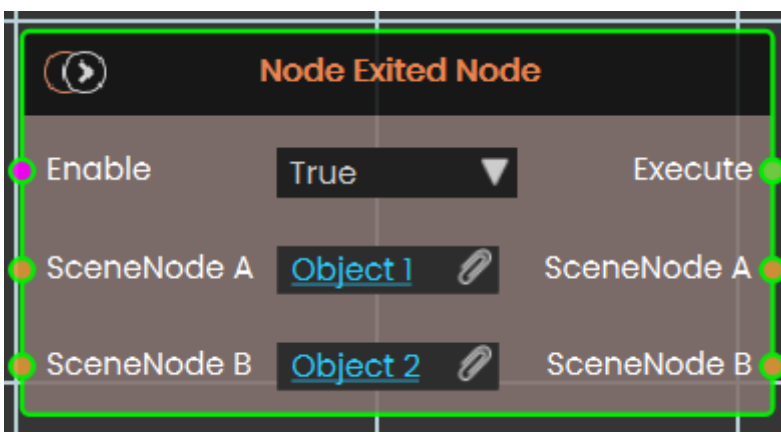 Node Exited Node
Enable True Execute
SceneNode A Object 1 SceneNode A
SceneNode B Object 2 SceneNode B